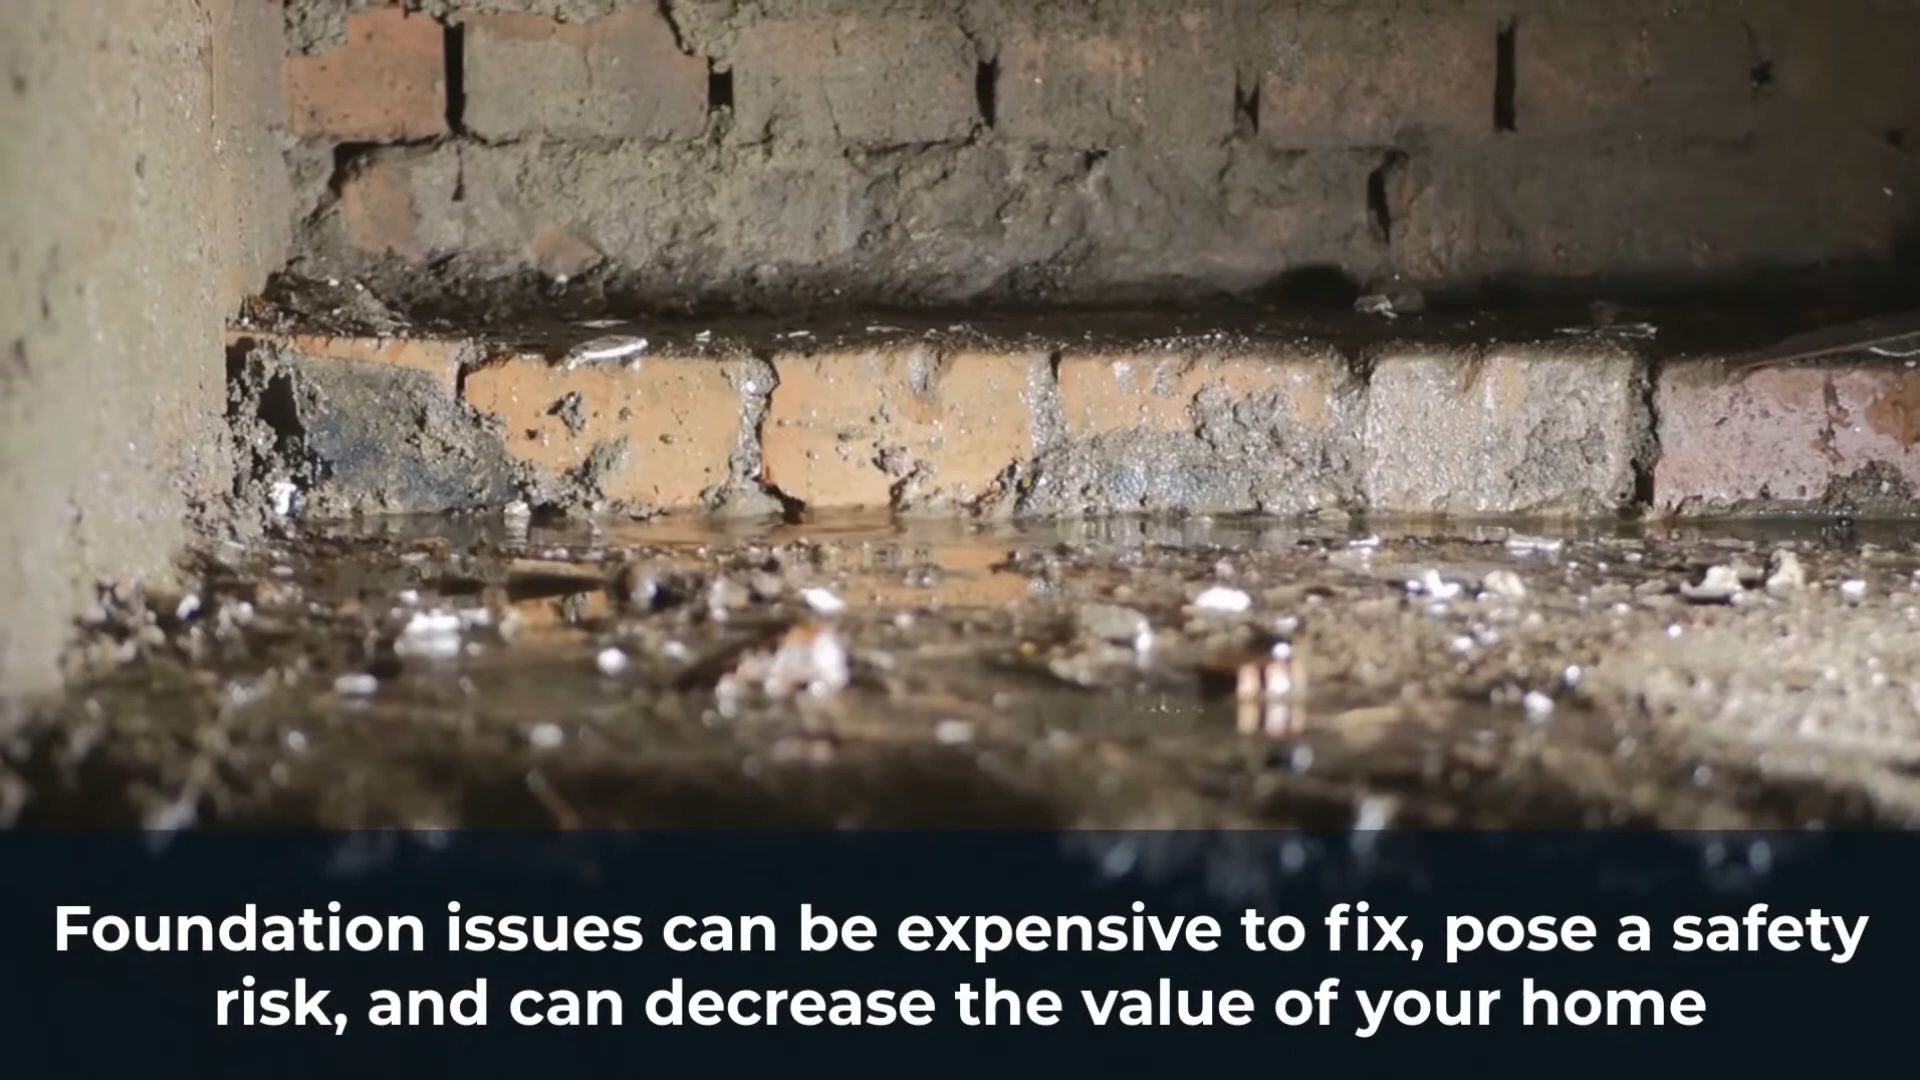 Foundation issues can be expensive to fix, pose a safety
risk, and can decrease the value of your home